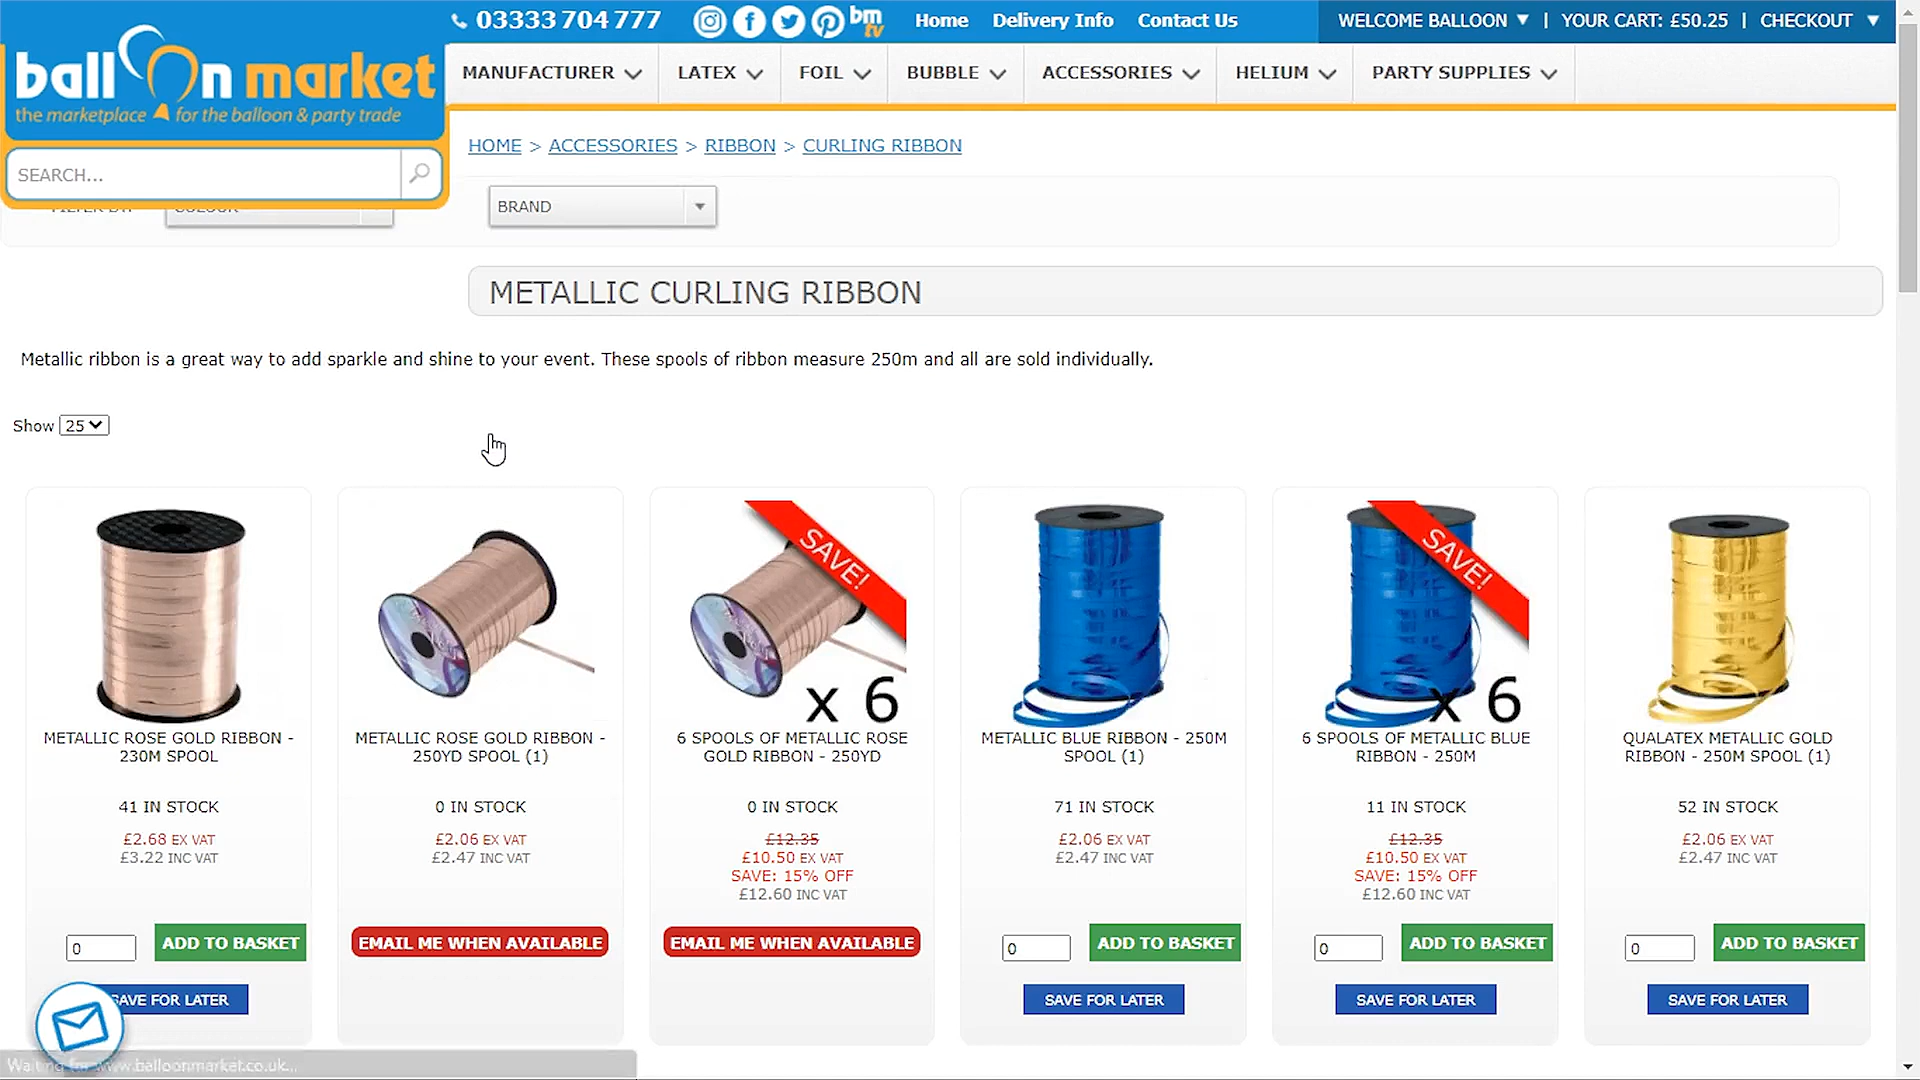 03333 704 777
bm
tv
Home Delivery Info Contact Us
WELCOME BALLOON ▼ | YOUR CART: £50.25 | CHECKOUT ▼
balloon market
the marketplace for the balloon & party trade
MANUFACTURER LATEX FOIL BUBBLE ACCESSORIES HELIUM PARTY SUPPLIES
SEARCH...
HOME > ACCESSORIES > RIBBON > CURLING RIBBON
FILTER BY: COLOUR BRAND
METALLIC CURLING RIBBON
Metallic ribbon is a great way to add sparkle and shine to your event. These spools of ribbon measure 250m and all are sold individually.
Show 25
METALLIC ROSE GOLD RIBBON -
230M SPOOL
41 IN STOCK
£2.68 EX VAT
£3.22 INC VAT
0 ADD TO BASKET
SAVE FOR LATER
METALLIC ROSE GOLD RIBBON -
250YD SPOOL (1)
0 IN STOCK
£2.06 EX VAT
£2.47 INC VAT
EMAIL ME WHEN AVAILABLE
SAVE!
x 6
6 SPOOLS OF METALLIC ROSE
GOLD RIBBON - 250YD
0 IN STOCK
£12.35
£10.50 EX VAT
SAVE: 15% OFF
£12.60 INC VAT
EMAIL ME WHEN AVAILABLE
METALLIC BLUE RIBBON - 250M
SPOOL (1)
71 IN STOCK
£2.06 EX VAT
£2.47 INC VAT
0 ADD TO BASKET
SAVE FOR LATER
SAVE!
x 6
6 SPOOLS OF METALLIC BLUE
RIBBON - 250M
11 IN STOCK
£12.35
£10.50 EX VAT
SAVE: 15% OFF
£12.60 INC VAT
0 ADD TO BASKET
SAVE FOR LATER
QUALATEX METALLIC GOLD
RIBBON - 250M SPOOL (1)
52 IN STOCK
£2.06 EX VAT
£2.47 INC VAT
0 ADD TO BASKET
SAVE FOR LATER
Waiting for www.balloonmarket.co.uk...